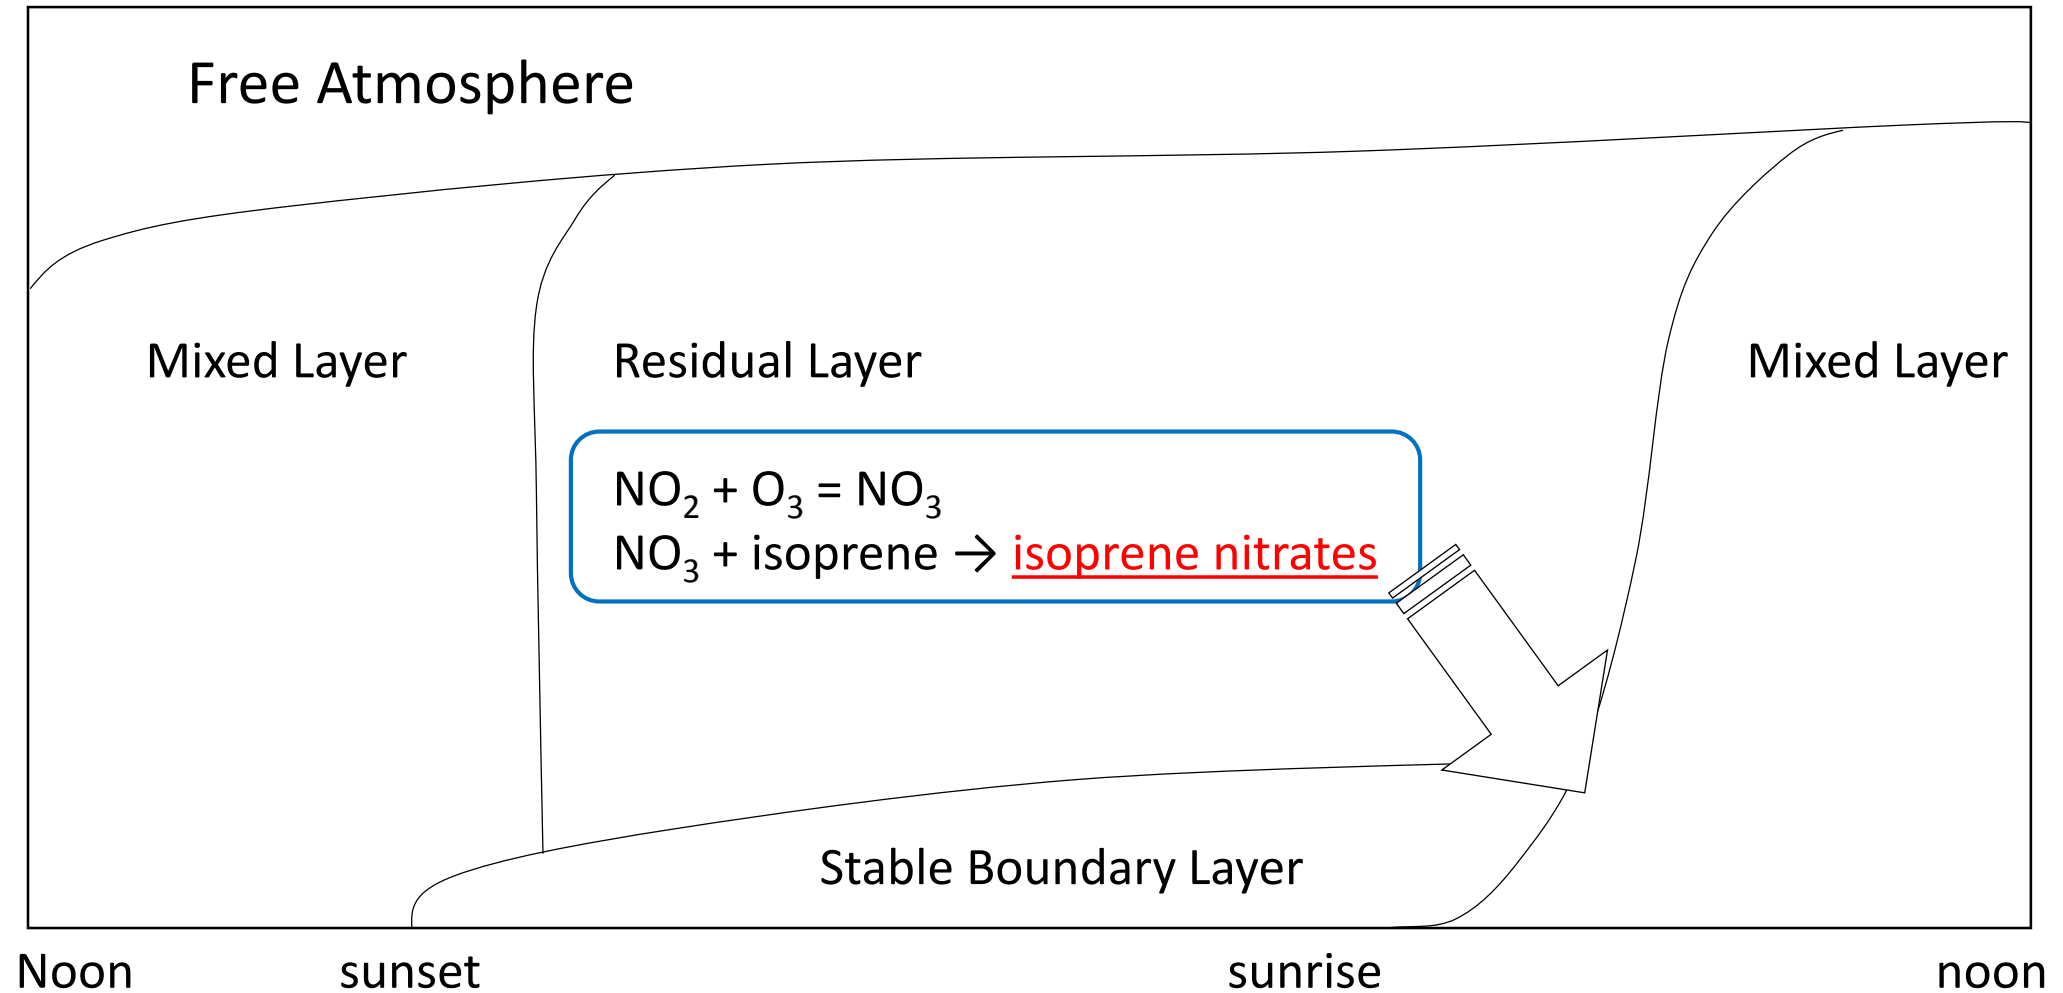 Free Atmosphere
Mixed Layer
Residual Layer
Mixed Layer
NO₂ + O₃ = NO₃
NO₃ + isoprene → isoprene nitrates
Stable Boundary Layer
Noon
sunset
sunrise
noon